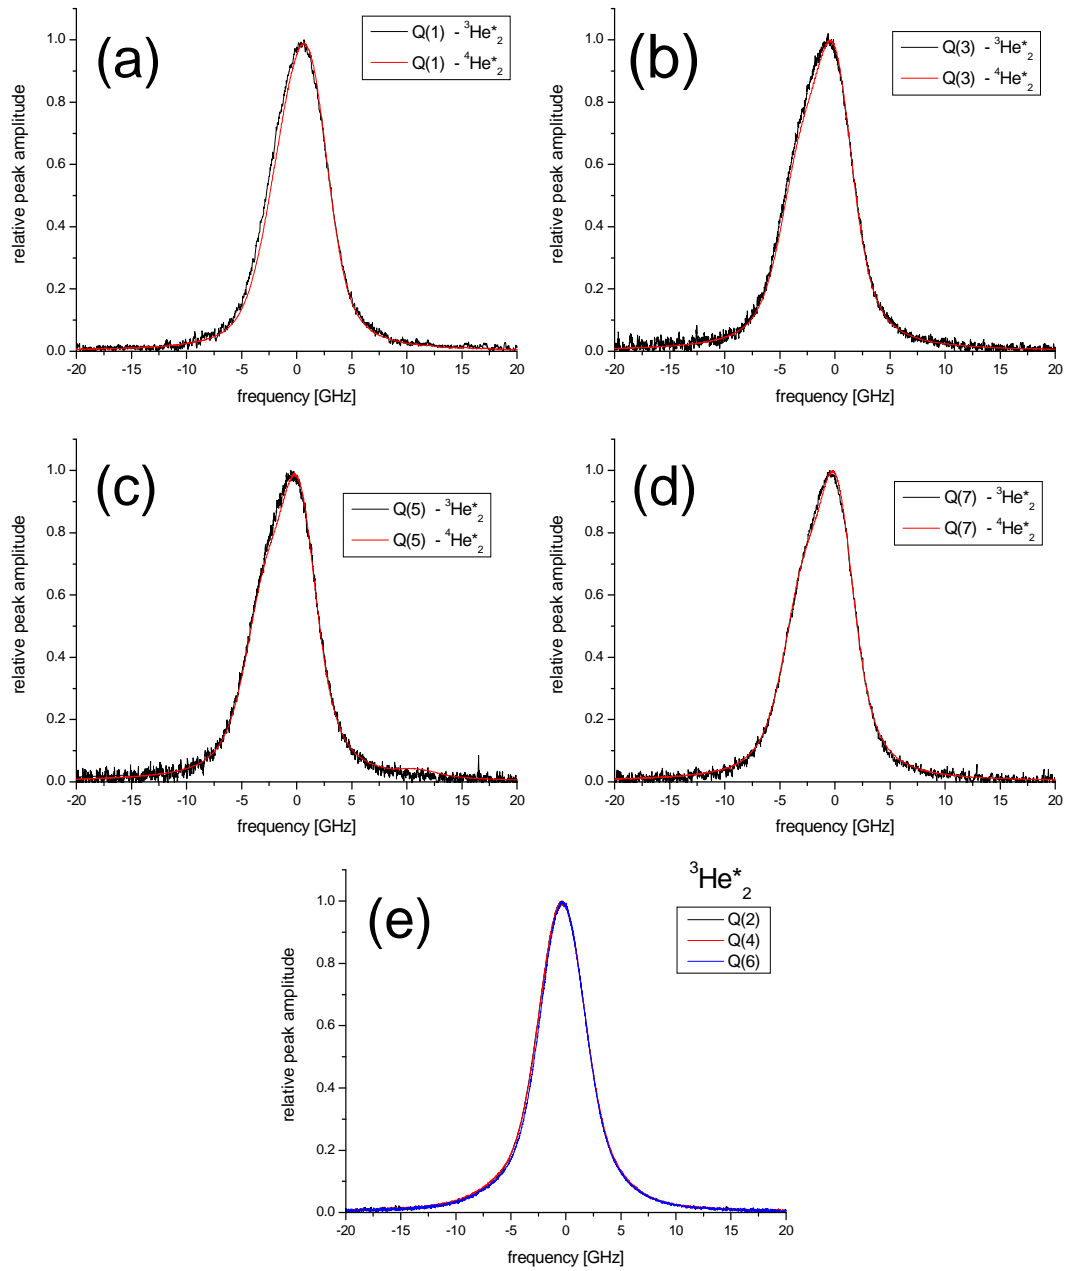 (a)
Q(1) - ³He*₂
Q(1) - ⁴He*₂
relative peak amplitude
1.0
0.8
0.6
0.4
0.2
0.0
-20 -15 -10 -5 0 5 10 15 20
frequency [GHz]
(b)
Q(3) - ³He*₂
Q(3) - ⁴He*₂
relative peak amplitude
1.0
0.8
0.6
0.4
0.2
0.0
-20 -15 -10 -5 0 5 10 15 20
frequency [GHz]
(c)
Q(5) - ³He*₂
Q(5) - ⁴He*₂
relative peak amplitude
1.0
0.8
0.6
0.4
0.2
0.0
-20 -15 -10 -5 0 5 10 15 20
frequency [GHz]
(d)
Q(7) - ³He*₂
Q(7) - ⁴He*₂
relative peak amplitude
1.0
0.8
0.6
0.4
0.2
0.0
-20 -15 -10 -5 0 5 10 15 20
frequency [GHz]
(e)
³He*₂
Q(2)
Q(4)
Q(6)
relative peak amplitude
1.0
0.8
0.6
0.4
0.2
0.0
-20 -15 -10 -5 0 5 10 15 20
frequency [GHz]